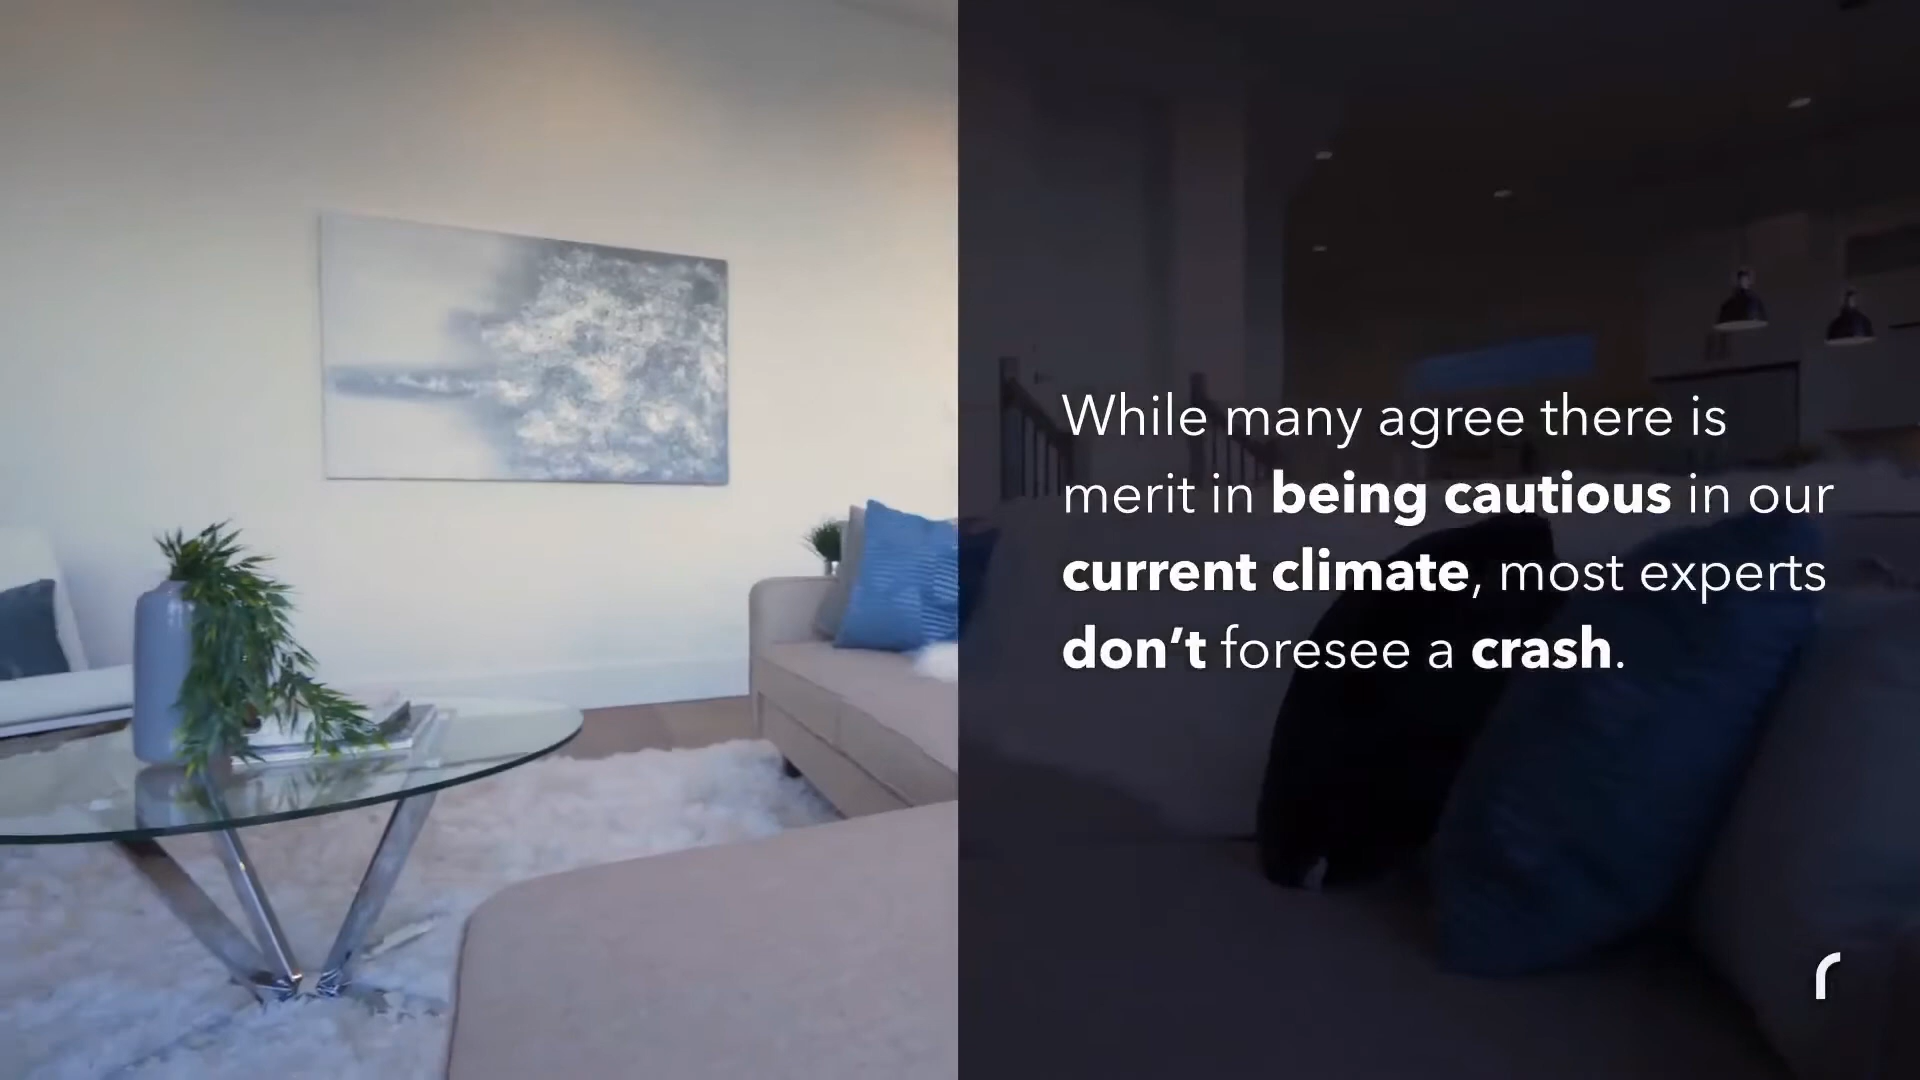 While many agree there is
merit in being cautious in our
current climate, most experts
don’t foresee a crash.
r